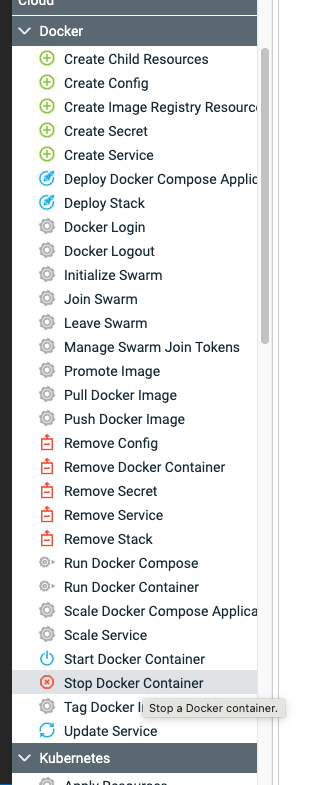 Cloud
Docker
Create Child Resources
Create Config
Create Image Registry Resourc
Create Secret
Create Service
Deploy Docker Compose Applic
Deploy Stack
Docker Login
Docker Logout
Initialize Swarm
Join Swarm
Leave Swarm
Manage Swarm Join Tokens
Promote Image
Pull Docker Image
Push Docker Image
Remove Config
Remove Docker Container
Remove Secret
Remove Service
Remove Stack
Run Docker Compose
Run Docker Container
Scale Docker Compose Applica
Scale Service
Start Docker Container
Stop Docker Container
Tag Docker I
Stop a Docker container.
Update Service
Kubernetes
Apply Resources